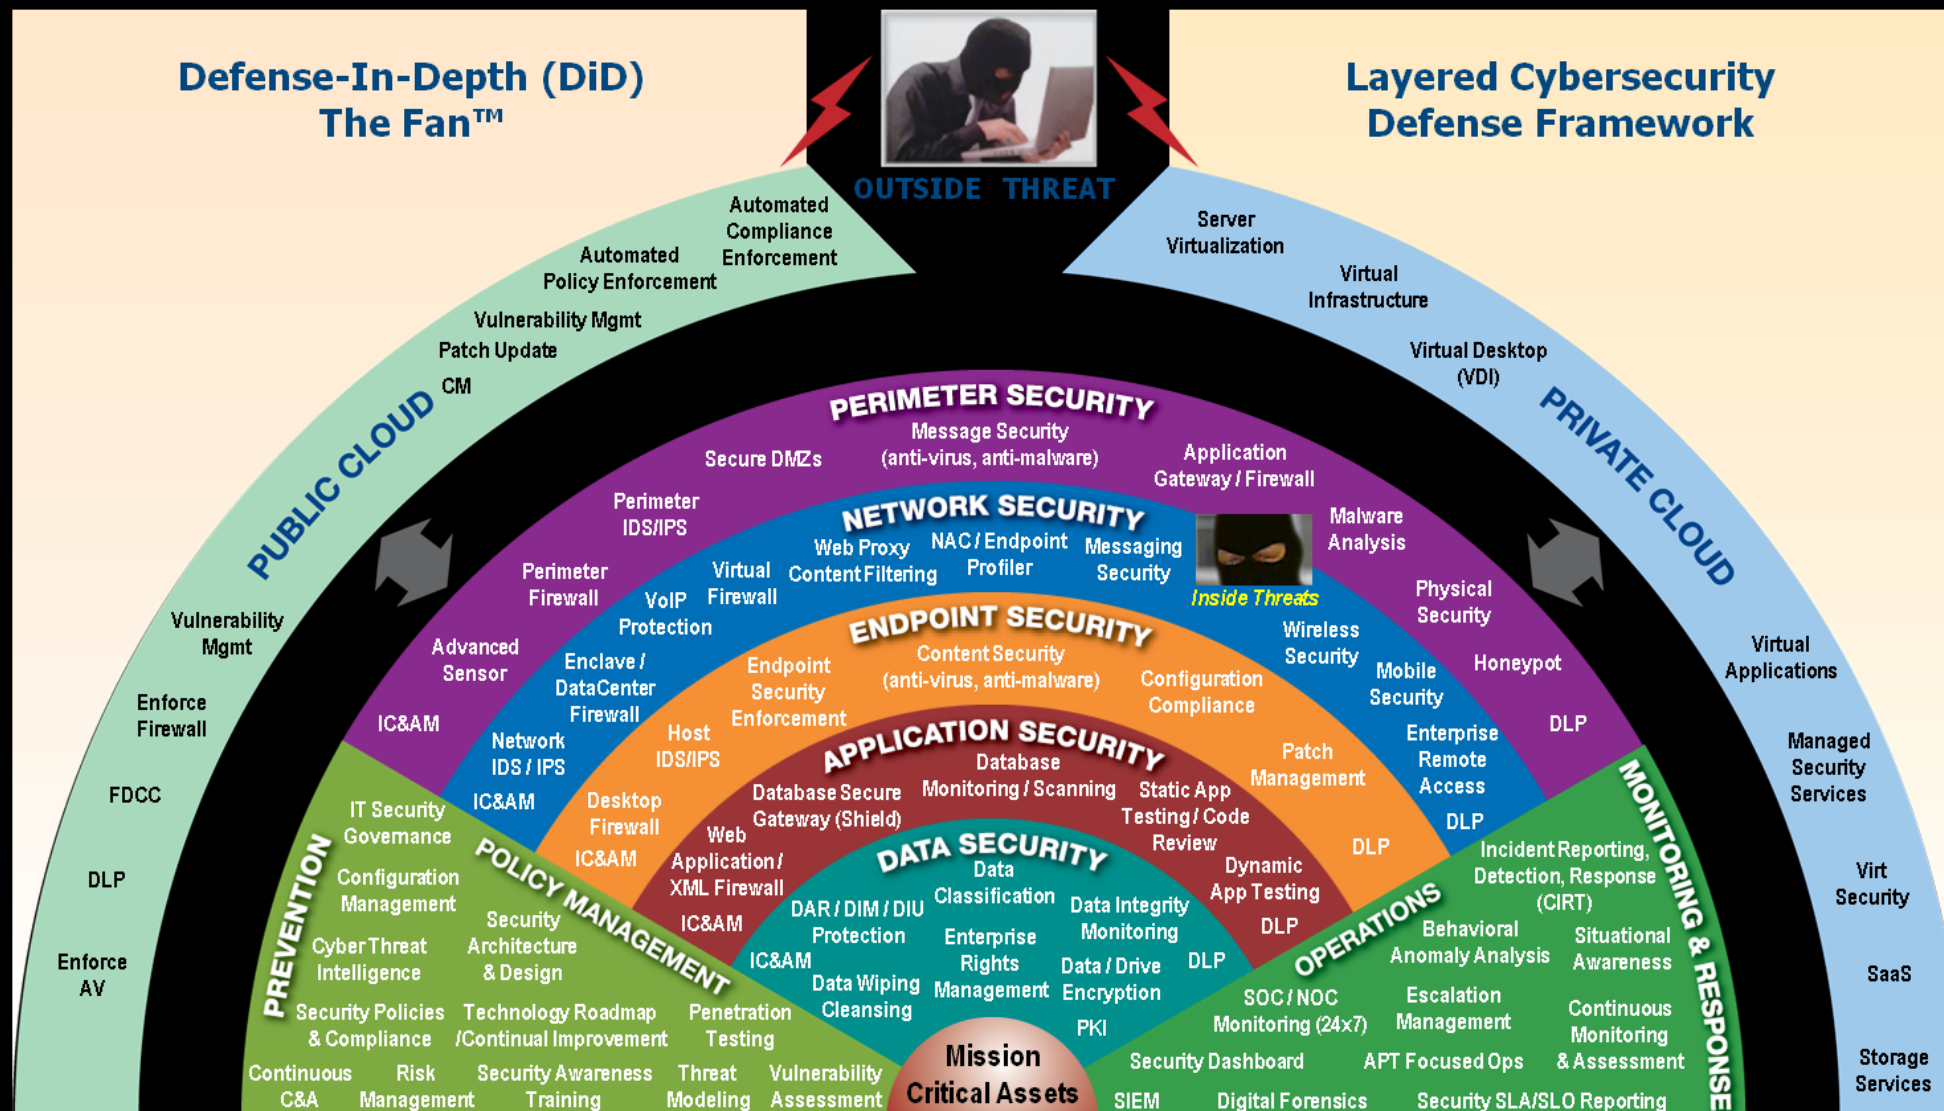 Defense-In-Depth (DiD)
The Fan™
Layered Cybersecurity
Defense Framework
OUTSIDE THREAT
Automated
Compliance
Enforcement
Automated
Policy Enforcement
Vulnerability Mgmt
Patch Update
CM
PUBLIC CLOUD
Vulnerability
Mgmt
Enforce
Firewall
FDCC
DLP
Enforce
AV
Server
Virtualization
Virtual
Infrastructure
Virtual Desktop
(VDI)
PRIVATE CLOUD
Virtual
Applications
Managed
Security
Services
Virt
Security
SaaS
Storage
Services
PERIMETER SECURITY
Message Security
(anti-virus, anti-malware)
Secure DMZs
Perimeter
IDS/IPS
Perimeter
Firewall
Advanced
Sensor
IC&AM
Application
Gateway / Firewall
Malware
Analysis
Physical
Security
Honeypot
DLP
NETWORK SECURITY
Web Proxy
Content Filtering
NAC / Endpoint
Profiler
Messaging
Security
Inside Threats
Virtual
Firewall
VoIP
Protection
Enclave /
DataCenter
Firewall
Network
IDS / IPS
IC&AM
Wireless
Security
Mobile
Security
Enterprise
Remote
Access
DLP
ENDPOINT SECURITY
Content Security
(anti-virus, anti-malware)
Endpoint
Security
Enforcement
Host
IDS/IPS
Desktop
Firewall
IC&AM
Configuration
Compliance
Patch
Management
DLP
APPLICATION SECURITY
Database
Monitoring / Scanning
Database Secure
Gateway (Shield)
Web
Application /
XML Firewall
IC&AM
Static App
Testing / Code
Review
Dynamic
App Testing
DLP
DATA SECURITY
Data
Classification
DAR / DIM / DIU
Protection
IC&AM
Data Wiping
Cleansing
Enterprise
Rights
Management
Data Integrity
Monitoring
Data / Drive
Encryption
DLP
PKI
Mission
Critical Assets
PREVENTION
POLICY MANAGEMENT
IT Security
Governance
Configuration
Management
Security
Architecture
& Design
Cyber Threat
Intelligence
Security Policies
& Compliance
Technology Roadmap
/Continual Improvement
Penetration
Testing
Continuous
C&A
Risk
Management
Security Awareness
Training
Threat
Modeling
Vulnerability
Assessment
OPERATIONS
MONITORING & RESPONSE
Incident Reporting,
Detection, Response
(CIRT)
Behavioral
Anomaly Analysis
Situational
Awareness
SOC / NOC
Monitoring (24x7)
Escalation
Management
Continuous
Monitoring
& Assessment
Security Dashboard
APT Focused Ops
SIEM
Digital Forensics
Security SLA/SLO Reporting